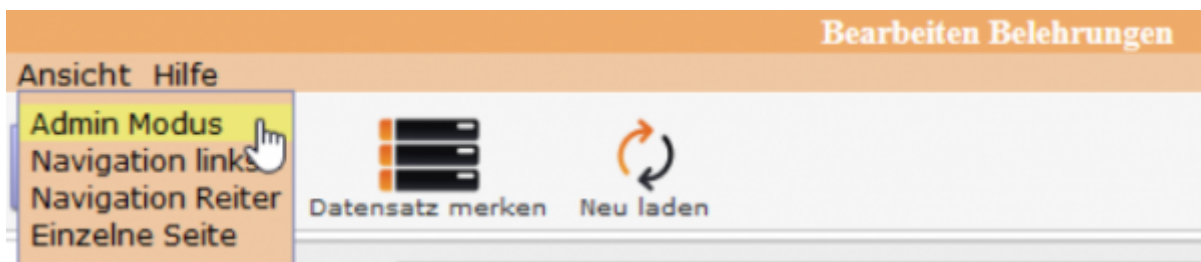 Bearbeiten Belehrungen
Ansicht Hilfe
Admin Modus
Navigation links
Navigation Reiter
Einzelne Seite
Datensatz merken
Neu laden